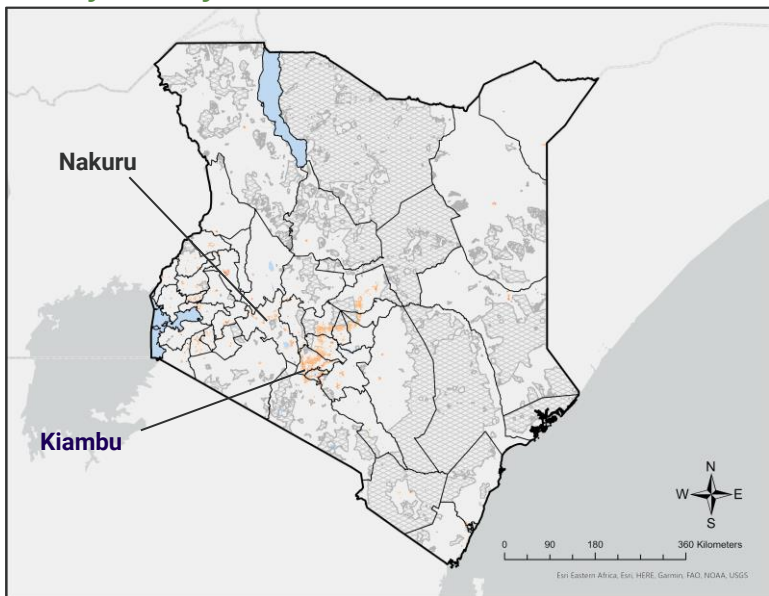 Nakuru
Kiambu
N
W E
S
0 90 180 360 Kilometers
Esri Eastern Africa, Esri, HERE, Garmin, FAO, NOAA, USGS